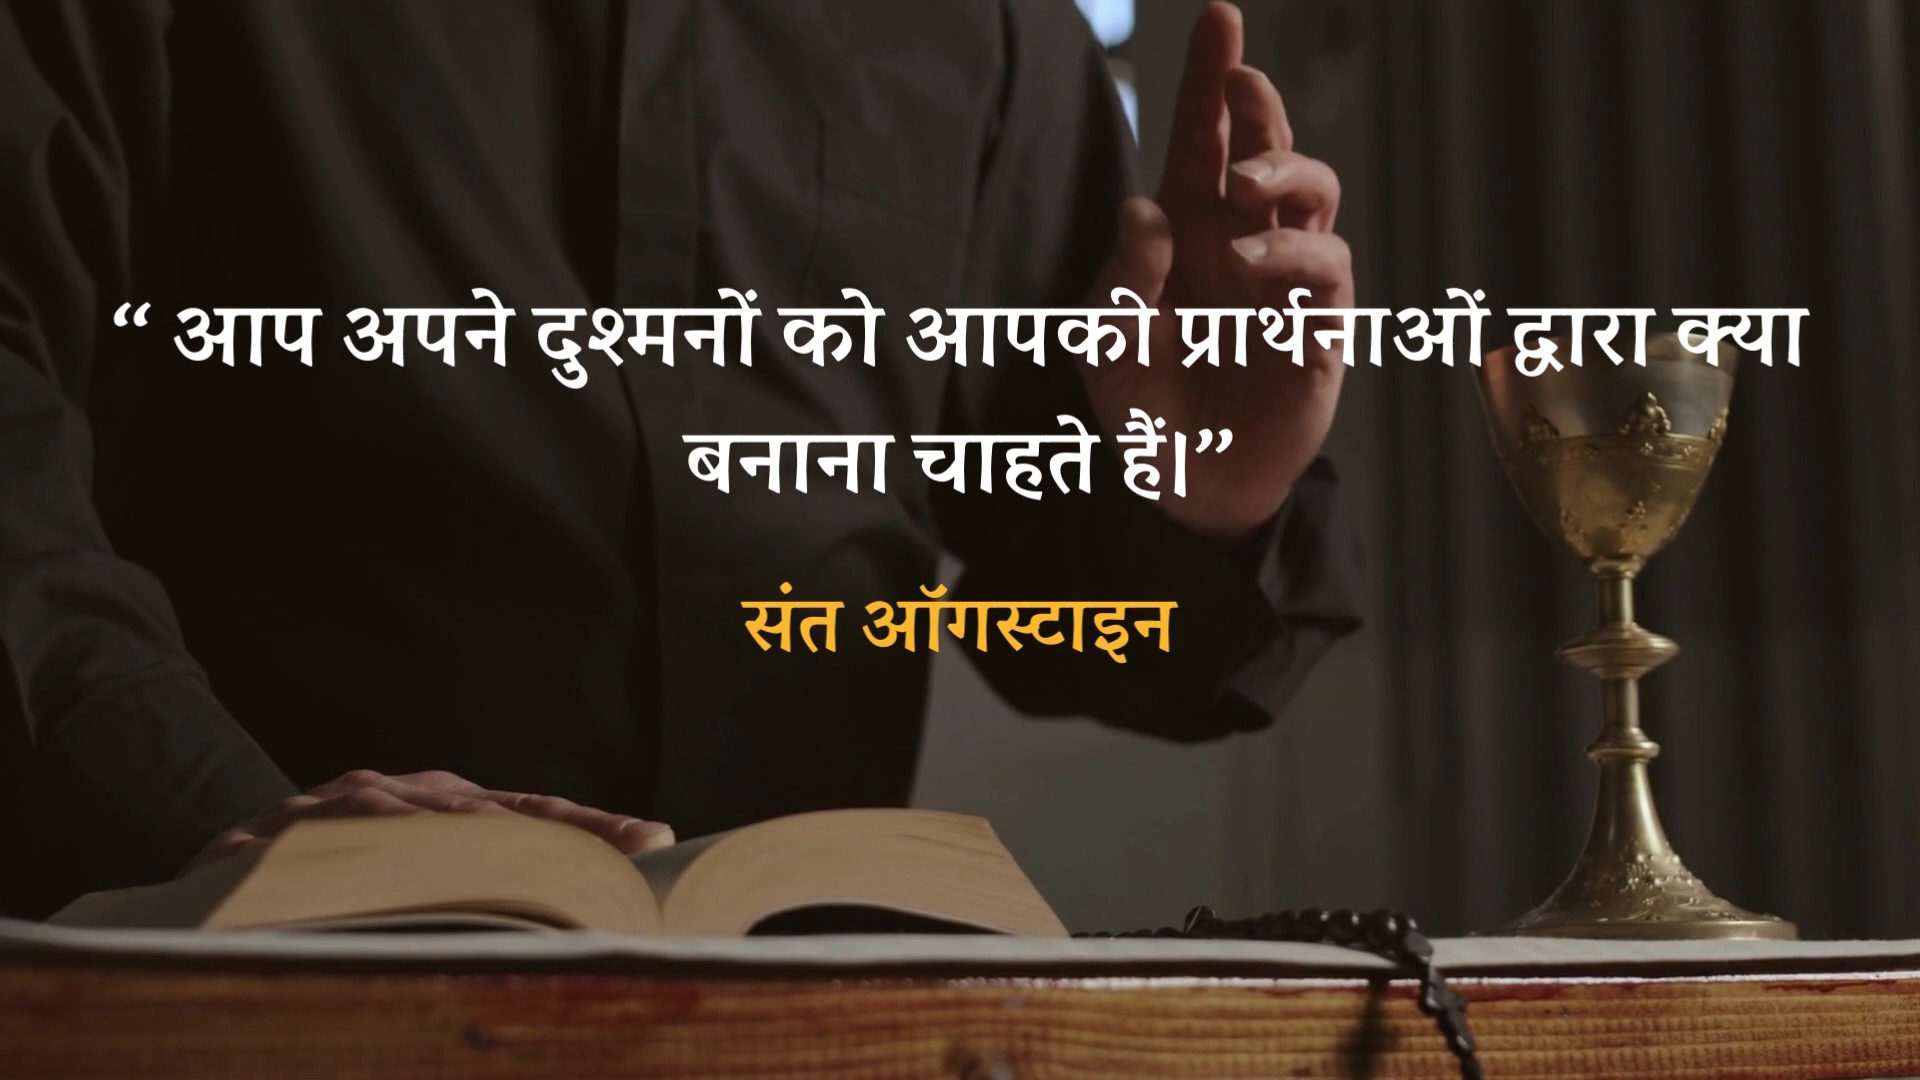 “ आप अपने दुश्मनों को आपकी प्रार्थनाओं द्वारा क्या
बनाना चाहते हैं।”
संत ऑगस्टाइन